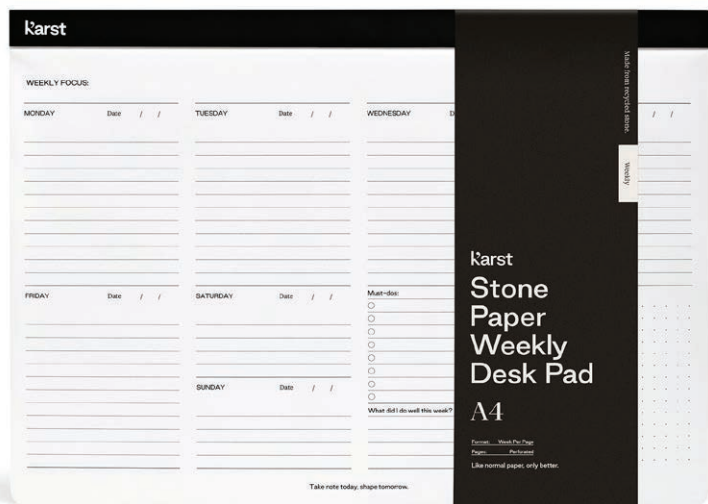 karst
WEEKLY FOCUS:
MONDAY Date / /
TUESDAY Date / /
WEDNESDAY D
/ /
FRIDAY Date / /
SATURDAY Date / /
SUNDAY Date / /
Must-dos:
What did I do well this week?
Take note today, shape tomorrow.
Made from recycled stone.
Weekly
karst
Stone
Paper
Weekly
Desk Pad
A4
Format: Week Per Page
Pages: Perforated
Like normal paper, only better.